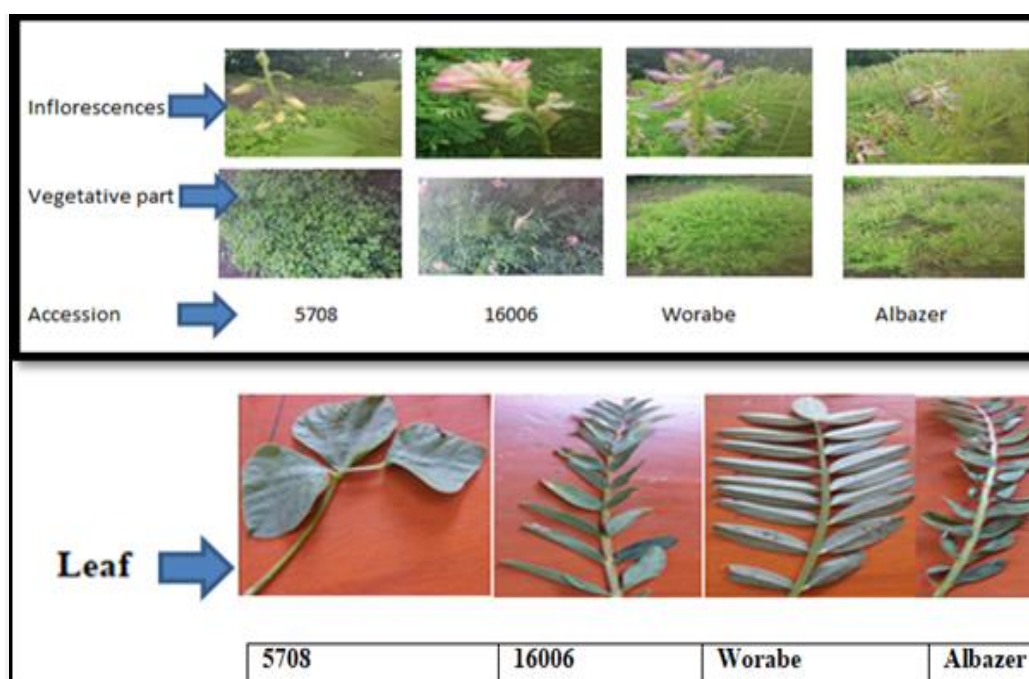 Inflorescences
Vegetative part
Accession 5708 16006 Worabe Albazer
Leaf
5708 16006 Worabe Albazer